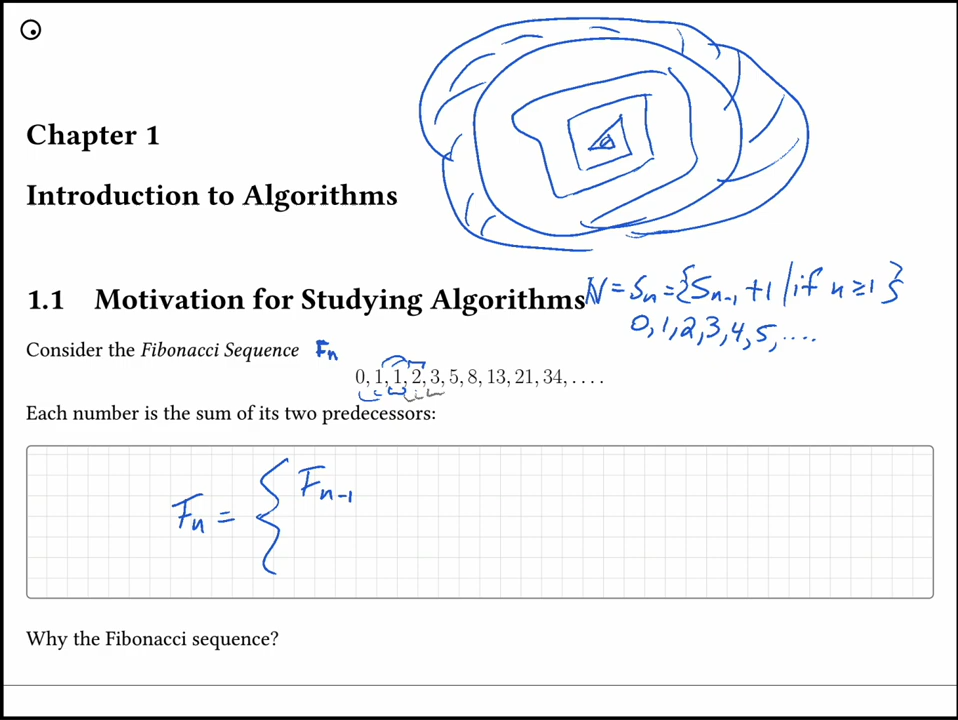 Chapter 1
Introduction to Algorithms
1.1 Motivation for Studying Algorithms
N = Sn = {Sn-1 + 1 | if n ≥ 1}
0, 1, 2, 3, 4, 5, ....
Consider the Fibonacci Sequence Fn
0, 1, 1, 2, 3, 5, 8, 13, 21, 34, ....
Each number is the sum of its two predecessors:
Fn = { Fn-1
Why the Fibonacci sequence?